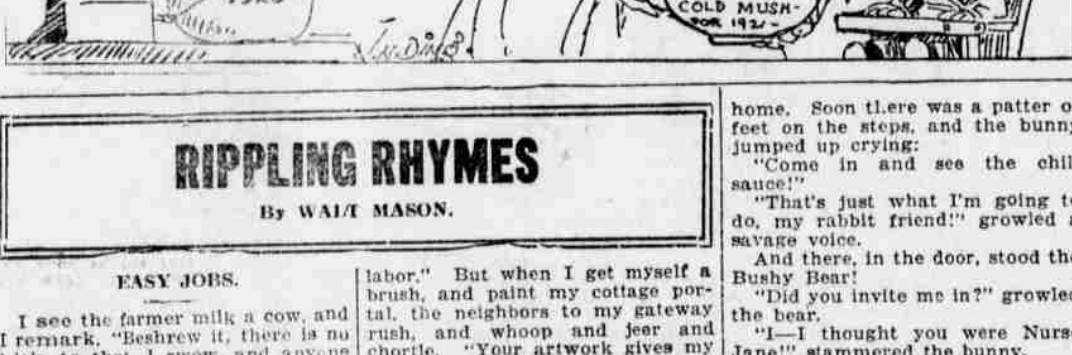 COLD MUSH-
FOR 1921-
RIPPLING RHYMES
By WALT MASON.
EASY JOBS.
I see the farmer milk a cow, and
I remark, "Beshrew it, there is no
labor." But when I get myself a
brush, and paint my cottage por-
tal, the neighbors to my gateway
rush, and whoop and jeer and
chortle. "Your artwork gives my
home. Soon there was a patter o
feet on the steps, and the bunny
jumped up crying:
"Come in and see the chili
sauce!"
"That's just what I'm going to
do, my rabbit friend!" growled a
savage voice.
And there, in the door, stood the
Bushy Bear!
"Did you invite me in?" growled
the bear.
"I—I thought you were Nurse
Jane!" stammered the bunny.